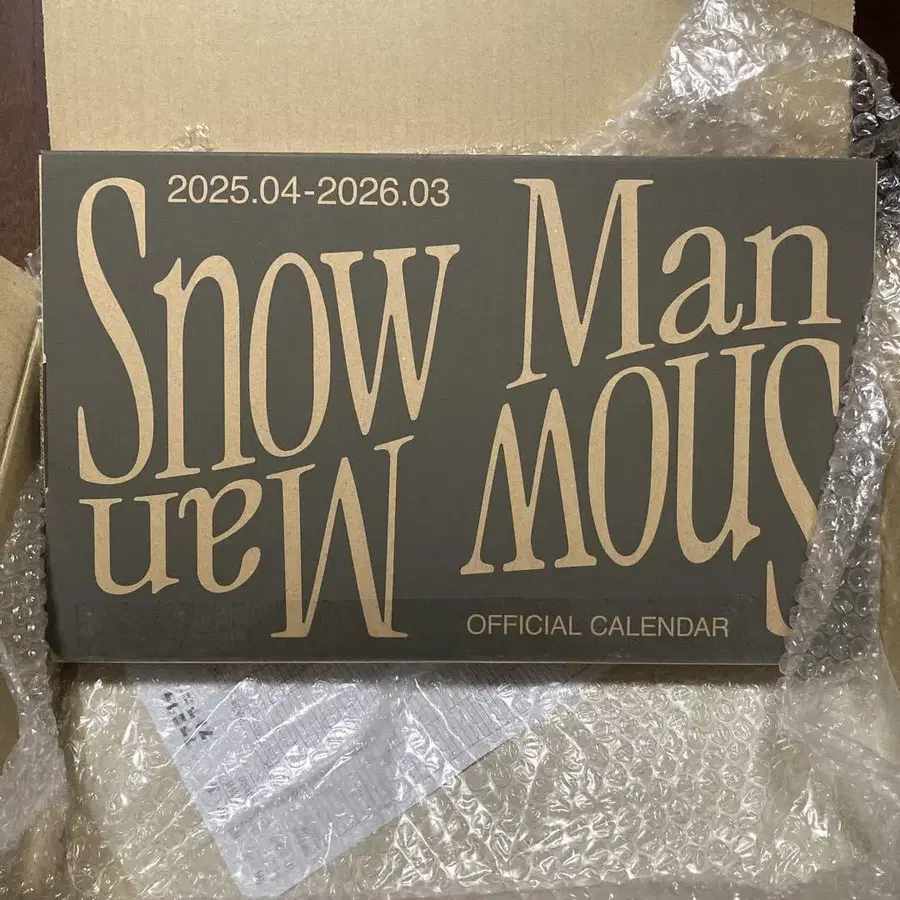 2025.04-2026.03
Snow Man
Snow Man
OFFICIAL CALENDAR